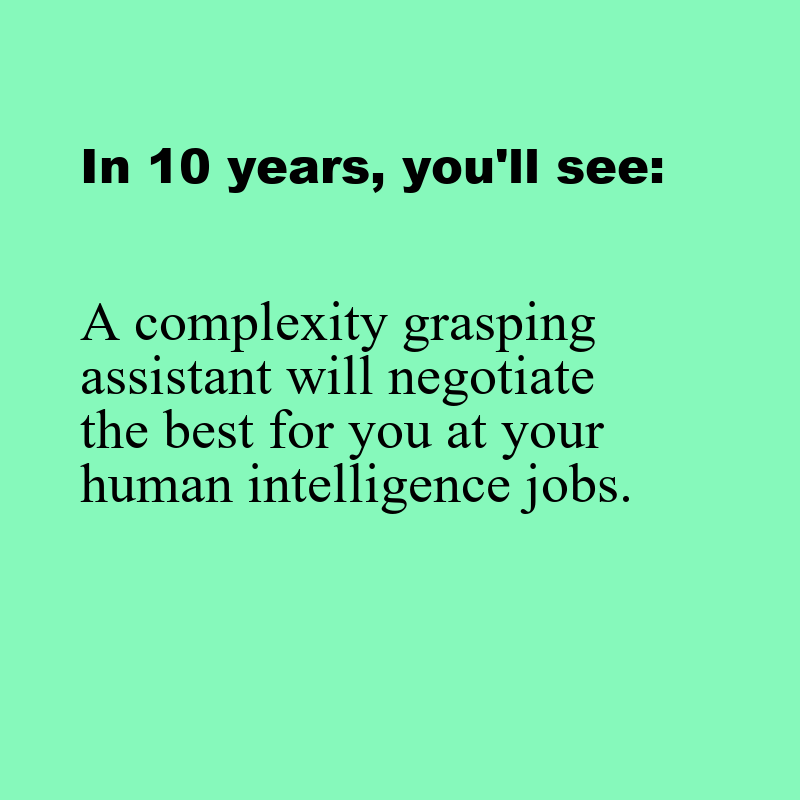 In 10 years, you'll see:
A complexity grasping
assistant will negotiate
the best for you at your
human intelligence jobs.